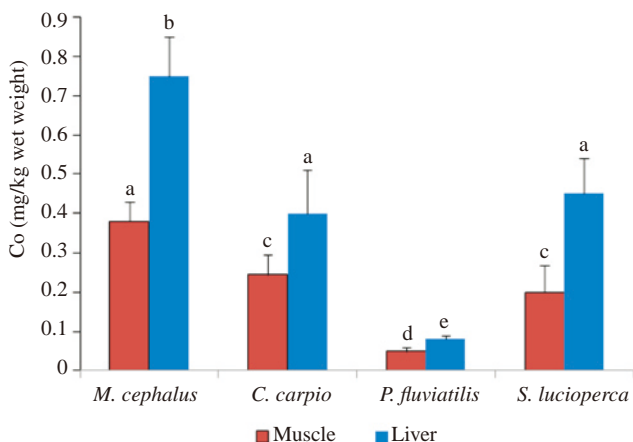 Co (mg/kg wet weight)
0.9
0.8
0.7
0.6
0.5
0.4
0.3
0.2
0.1
0
a
b
c
a
d
e
c
a
M. cephalus
C. carpio
P. fluviatilis
S. lucioperca
Muscle
Liver